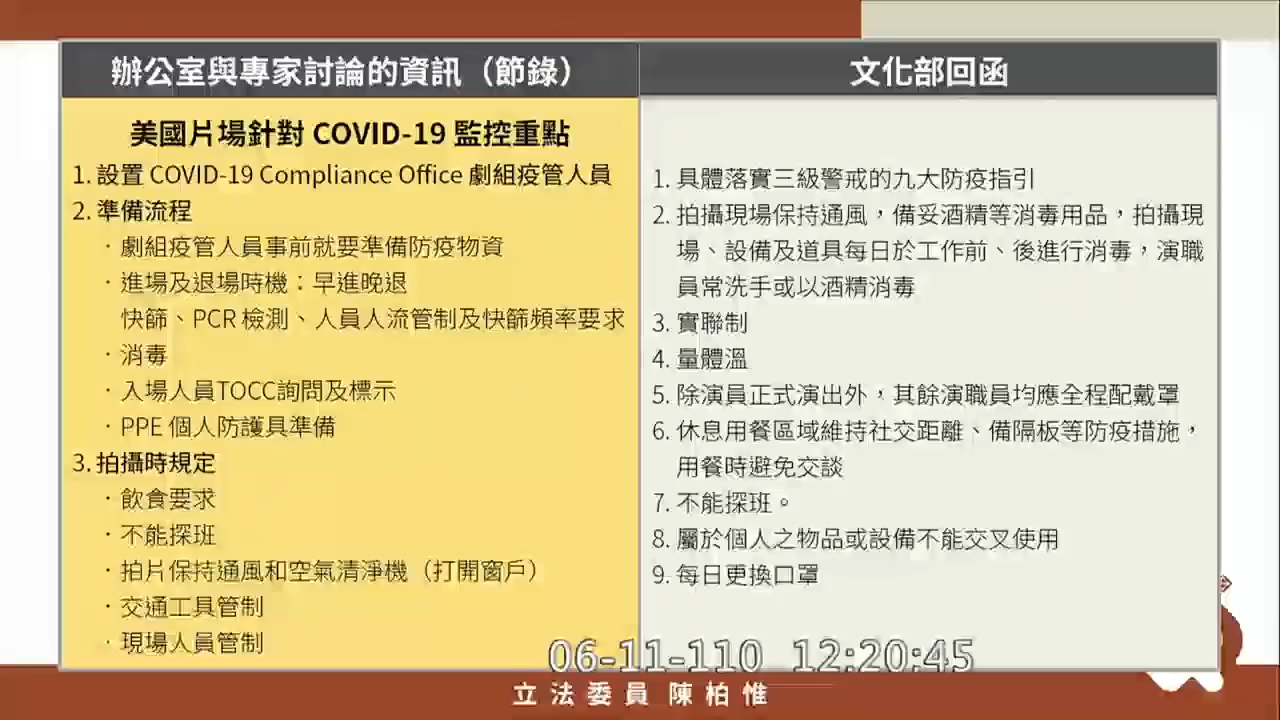 辦公室與專家討論的資訊（節錄）
美國片場針對 COVID-19 監控重點
1. 設置 COVID-19 Compliance Office 劇組疫管人員
2. 準備流程
· 劇組疫管人員事前就要準備防疫物資
· 進場及退場時機：早進晚退
快篩、PCR 檢測、人員人流管制及快篩頻率要求
· 消毒
· 入場人員TOCC詢問及標示
· PPE 個人防護具準備
3. 拍攝時規定
· 飲食要求
· 不能探班
· 拍片保持通風和空氣清淨機（打開窗戶）
· 交通工具管制
· 現場人員管制
文化部回函
1. 具體落實三級警戒的九大防疫指引
2. 拍攝現場保持通風，備妥酒精等消毒用品，拍攝現
場、設備及道具每日於工作前、後進行消毒，演職
員常洗手或以酒精消毒
3. 實聯制
4. 量體溫
5. 除演員正式演出外，其餘演職員均應全程配戴罩
6. 休息用餐區域維持社交距離、備隔板等防疫措施，
用餐時避免交談
7. 不能探班。
8. 屬於個人之物品或設備不能交叉使用
9. 每日更換口罩
06-11-110 12:20:45
立法委員 陳柏惟